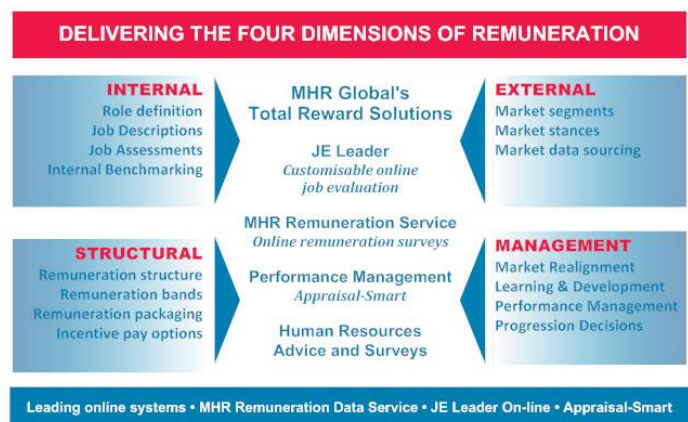 DELIVERING THE FOUR DIMENSIONS OF REMUNERATION
INTERNAL
Role definition
Job Descriptions
Job Assessments
Internal Benchmarking
STRUCTURAL
Remuneration structure
Remuneration bands
Remuneration packaging
Incentive pay options
MHR Global's
Total Reward Solutions
JE Leader
Customisable online
job evaluation
MHR Remuneration Service
Online remuneration surveys
Performance Management
Appraisal-Smart
Human Resources
Advice and Surveys
EXTERNAL
Market segments
Market stances
Market data sourcing
MANAGEMENT
Market Realignment
Learning & Development
Performance Management
Progression Decisions
Leading online systems • MHR Remuneration Data Service • JE Leader On-line • Appraisal-Smart